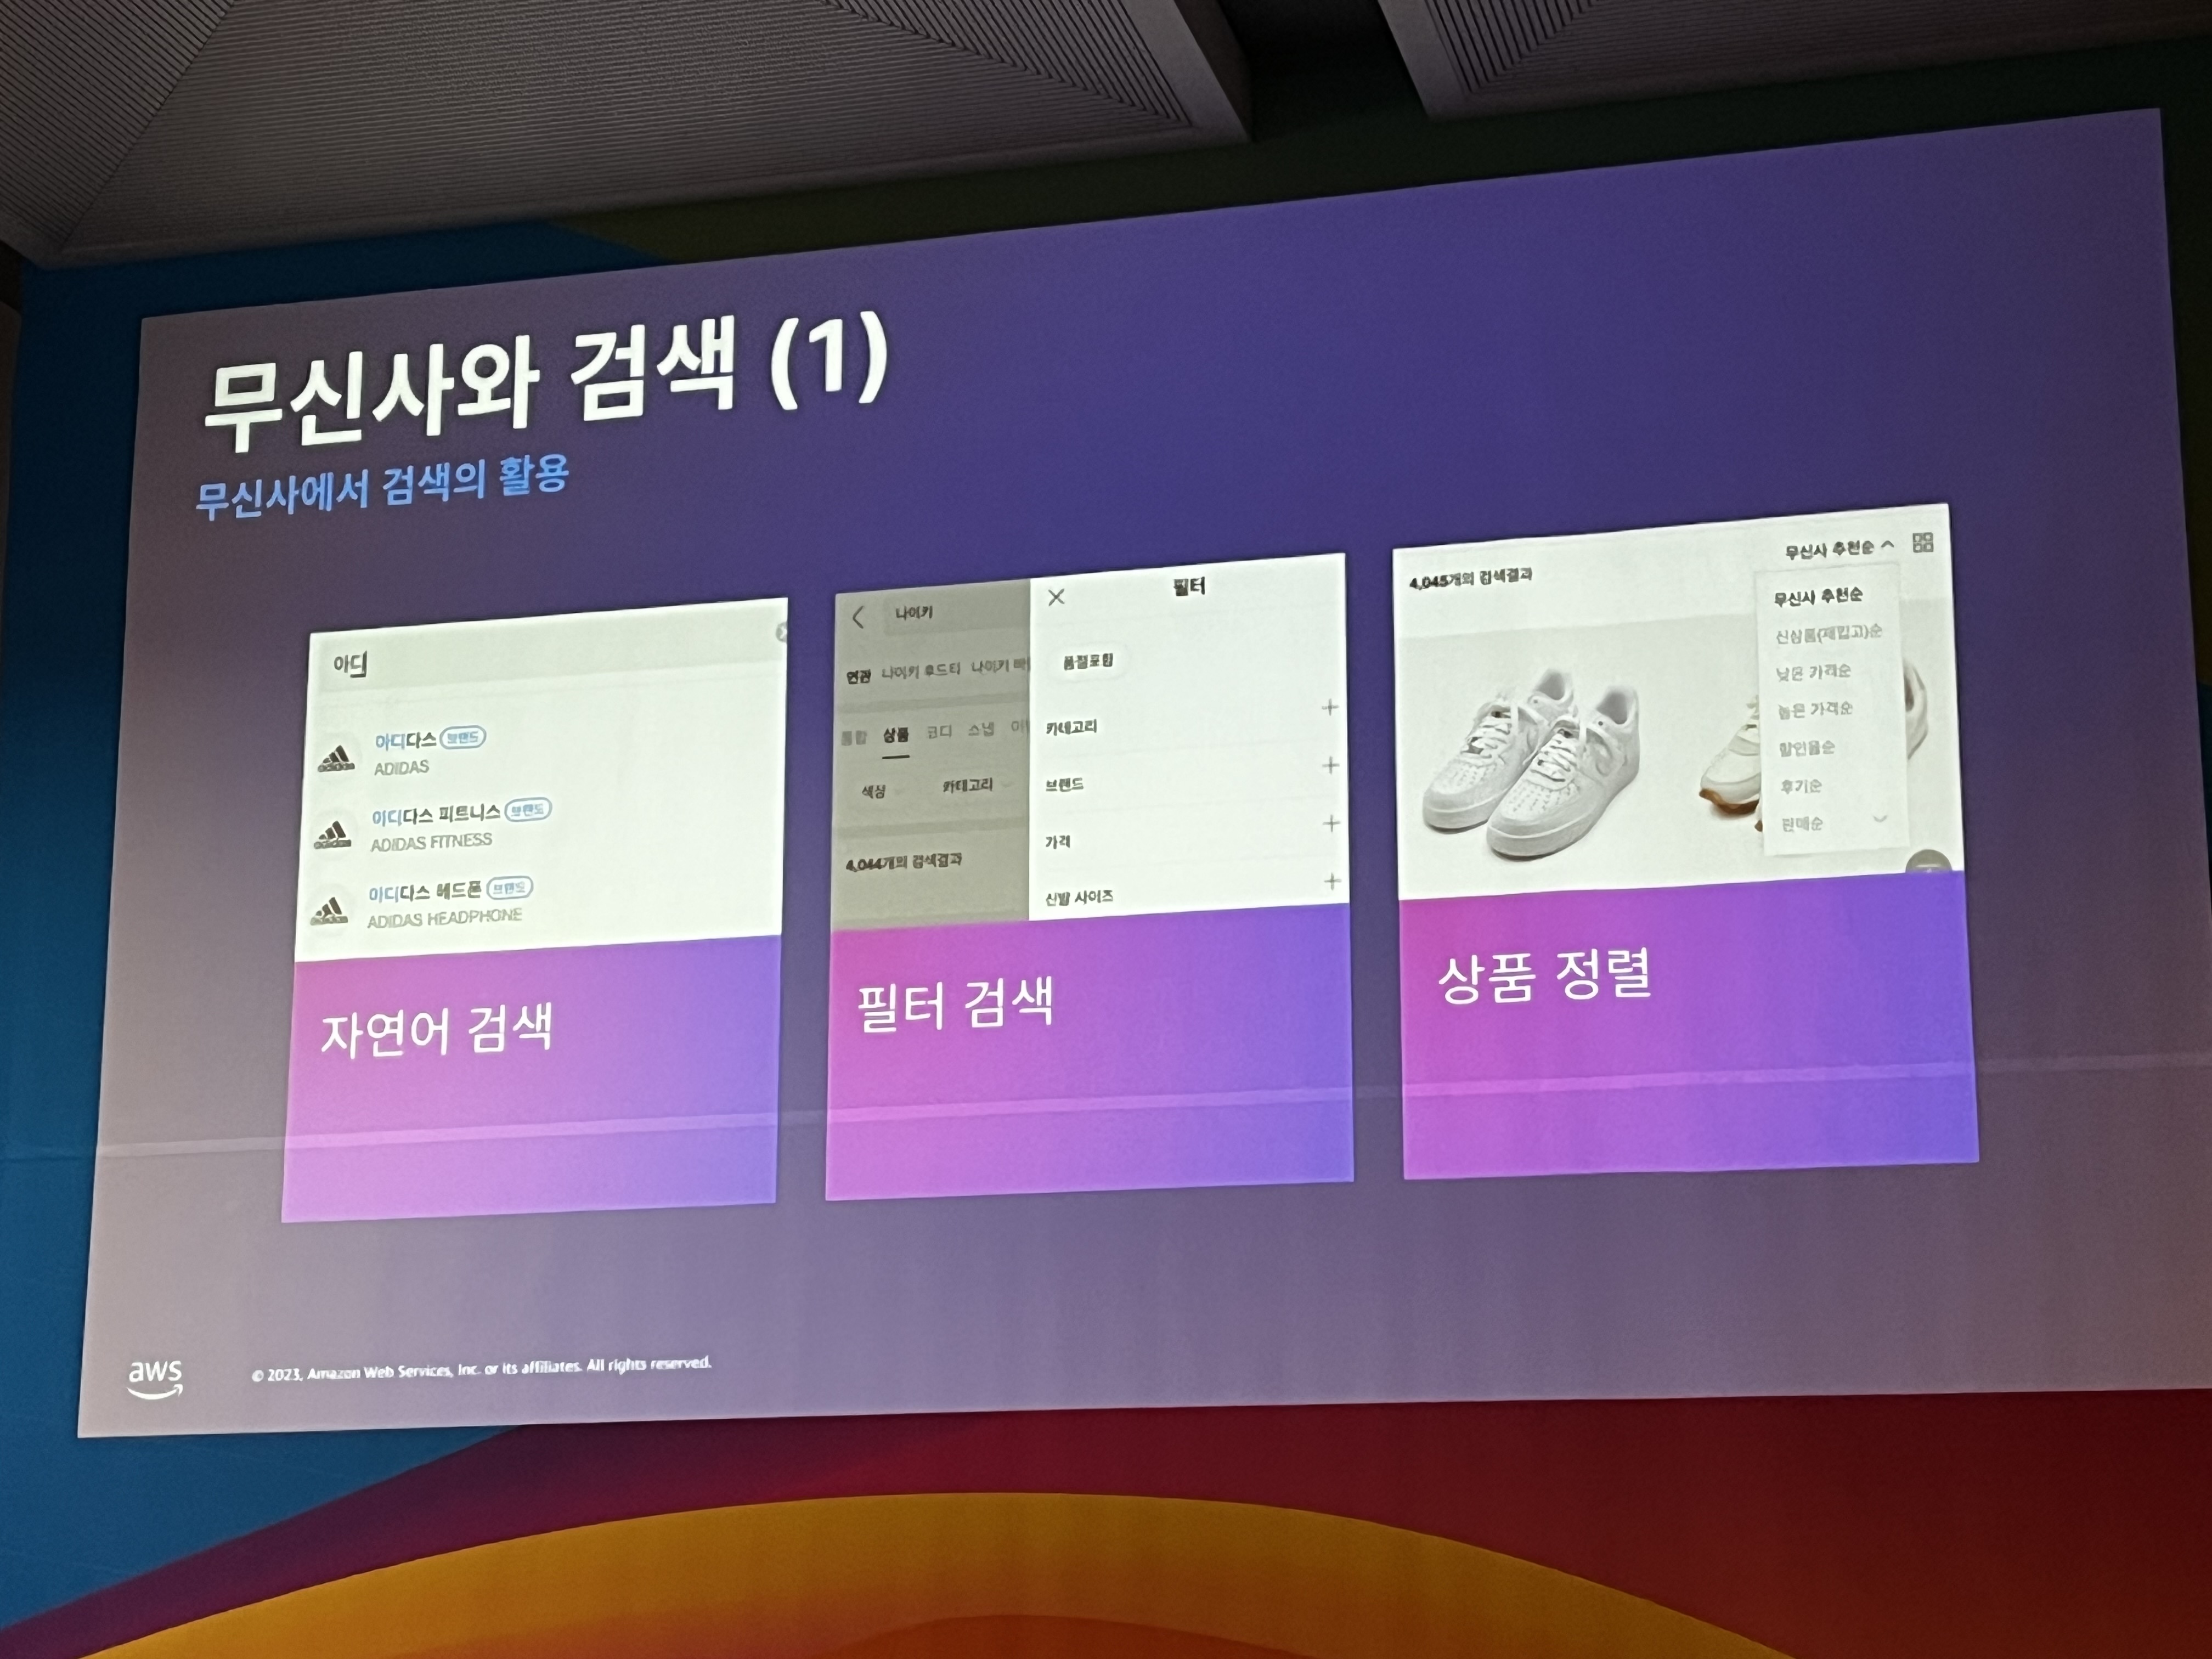 무신사와 검색 (1)
무신사에서 검색의 활용
아디
아디다스 브랜드
ADIDAS
아디다스 피트니스 브랜드
ADIDAS FITNESS
아디다스 헤드폰 브랜드
ADIDAS HEADPHONE
자연어 검색
나이키
연관 나이키 후드티 나이키
통합 상품 코디 스냅
색상 카테고리
4,044개의 검색결과
필터
품절포함
카테고리
브랜드
가격
신발 사이즈
필터 검색
4,045개의 검색결과
무신사 추천순
무신사 추천순
신상품(재입고)순
낮은 가격순
높은 가격순
할인율순
후기순
판매순
상품 정렬
aws
© 2023, Amazon Web Services, Inc. or its affiliates. All rights reserved.